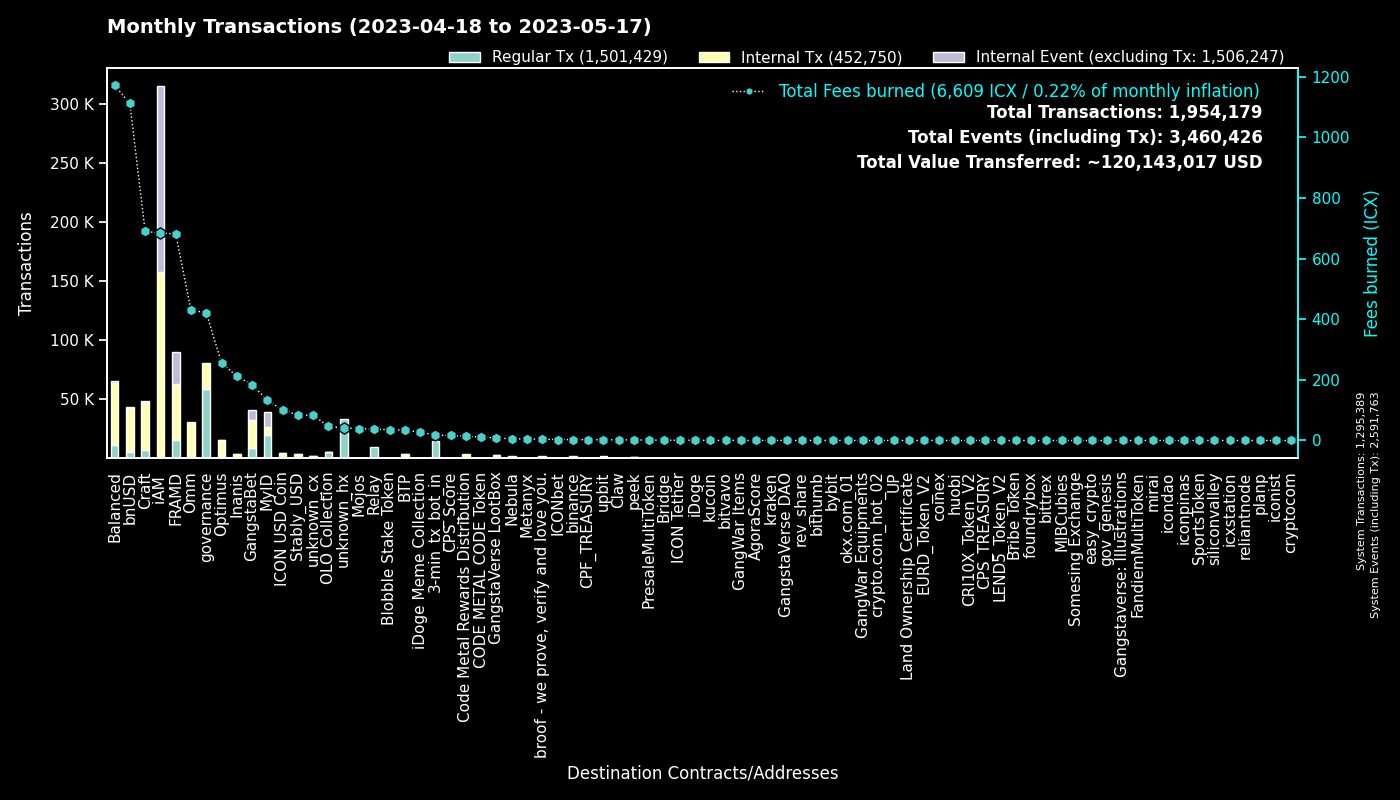 Monthly Transactions (2023-04-18 to 2023-05-17)
Regular Tx (1,501,429)
Internal Tx (452,750)
Internal Event (excluding Tx: 1,506,247)
Total Fees burned (6,609 ICX / 0.22% of monthly inflation)
Total Transactions: 1,954,179
Total Events (including Tx): 3,460,426
Total Value Transferred: ~120,143,017 USD
Transactions
300 K
250 K
200 K
150 K
100 K
50 K
1200
1000
800
600
400
200
0
Fees burned (ICX)
System Transactions: 1,295,389
System Events (including Tx): 2,591,763
Balanced
bnUSD
Craft
iAM
FRAMD
Omm
governance
Optimus
Inanis
GangstaBet
MyID
ICON USD Coin
Stably_USD
unknown_cx
OLO Collection
unknown_hx
Mojos
Relay
Blobble Stake Token
BTP
iDoge Meme Collection
3-min_tx_bot_in
CPS_Score
Code Metal Rewards Distribution
CODE METAL CODE Token
GangstaVerse LootBox
Nebula
Metanyx
broof - we prove, verify and love you.
ICONbet
binance
CPF_TREASURY
upbit
Claw
peek
PresaleMultiToken
Bridge
ICON Tether
iDoge
kucoin
bitvavo
GangWar Items
AgoraScore
kraken
GangstaVerse DAO
rev_share
bithumb
bybit
okx.com_01
GangWar Equipments
crypto.com_hot_02
_UP
Land Ownership Certificate
EURD_Token_V2
coinex
huobi
CRI10X_Token_V2
CPS_TREASURY
LEND5_Token_V2
Bribe Token
foundrybox
bittrex
MIBCubies
Somesing Exchange
easy_crypto
gov_genesis
Gangstaverse: Illustrations
FandiemMultiToken
mirai
icondao
iconpinas
SportsToken
siliconvalley
icxstation
reliantnode
planp
iconist
cryptocom
Destination Contracts/Addresses